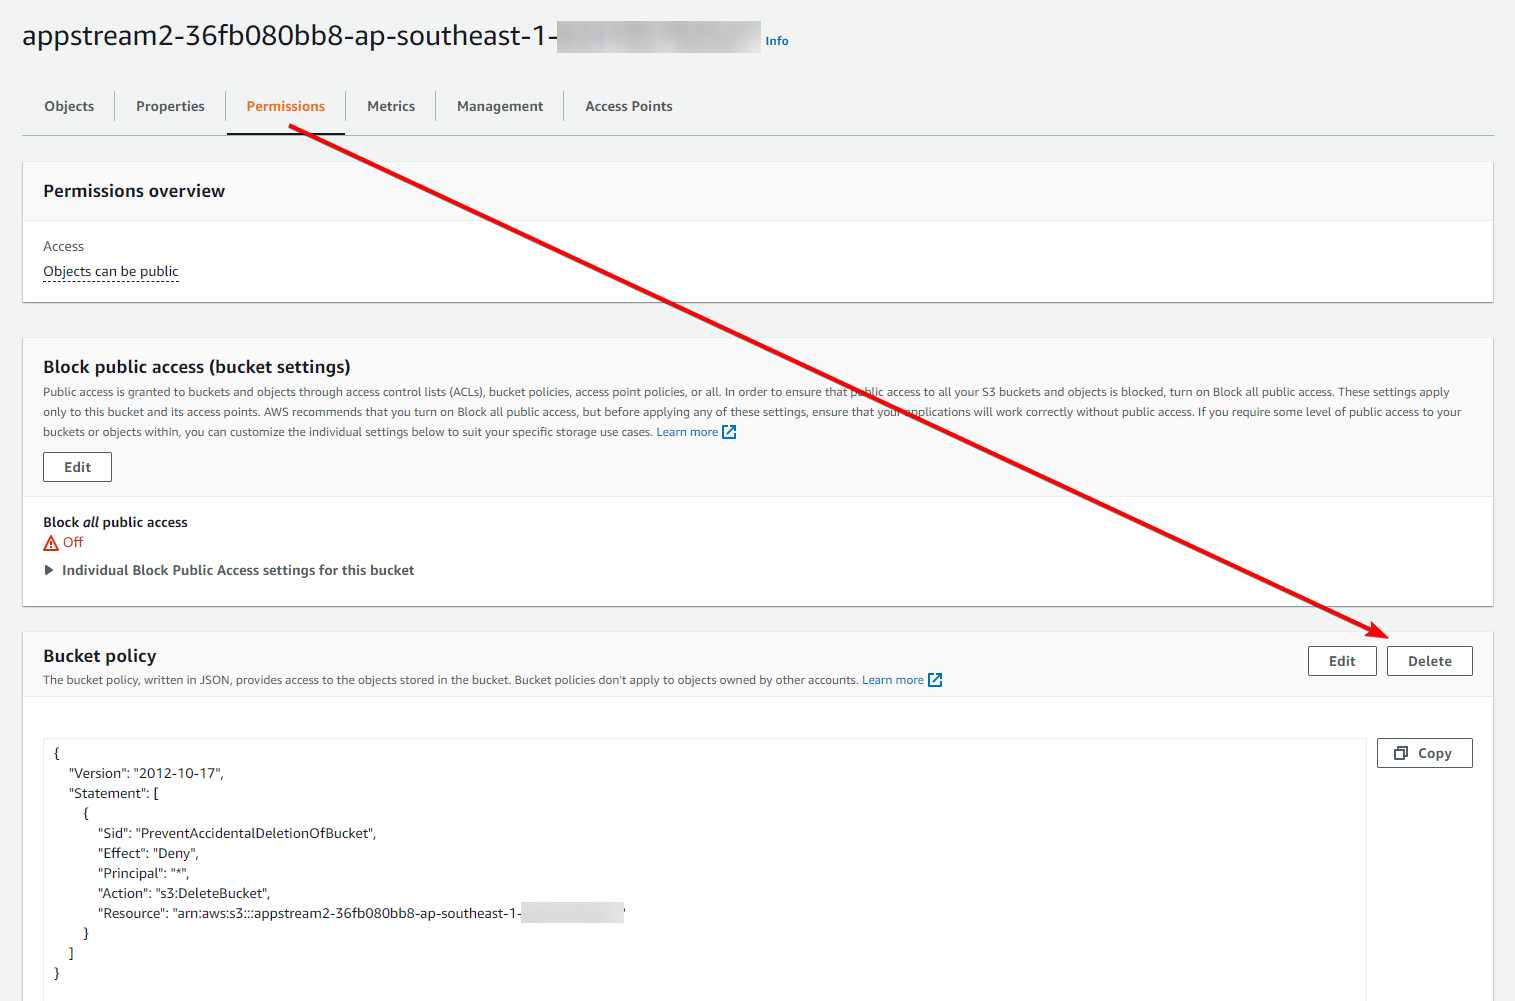 appstream2-36fb080bb8-ap-southeast-1- Info
Objects Properties Permissions Metrics Management Access Points
Permissions overview
Access
Objects can be public
Block public access (bucket settings)
Public access is granted to buckets and objects through access control lists (ACLs), bucket policies, access point policies, or all. In order to ensure that public access to all your S3 buckets and objects is blocked, turn on Block all public access. These settings apply
only to this bucket and its access points. AWS recommends that you turn on Block all public access, but before applying any of these settings, ensure that your applications will work correctly without public access. If you require some level of public access to your
buckets or objects within, you can customize the individual settings below to suit your specific storage use cases. Learn more
Edit
Block all public access
Off
Individual Block Public Access settings for this bucket
Bucket policy
Edit Delete
The bucket policy, written in JSON, provides access to the objects stored in the bucket. Bucket policies don't apply to objects owned by other accounts. Learn more
Copy
{
"Version": "2012-10-17",
"Statement": [
{
"Sid": "PreventAccidentalDeletionOfBucket",
"Effect": "Deny",
"Principal": "*",
"Action": "s3:DeleteBucket",
"Resource": "arn:aws:s3:::appstream2-36fb080bb8-ap-southeast-1-"
}
]
}